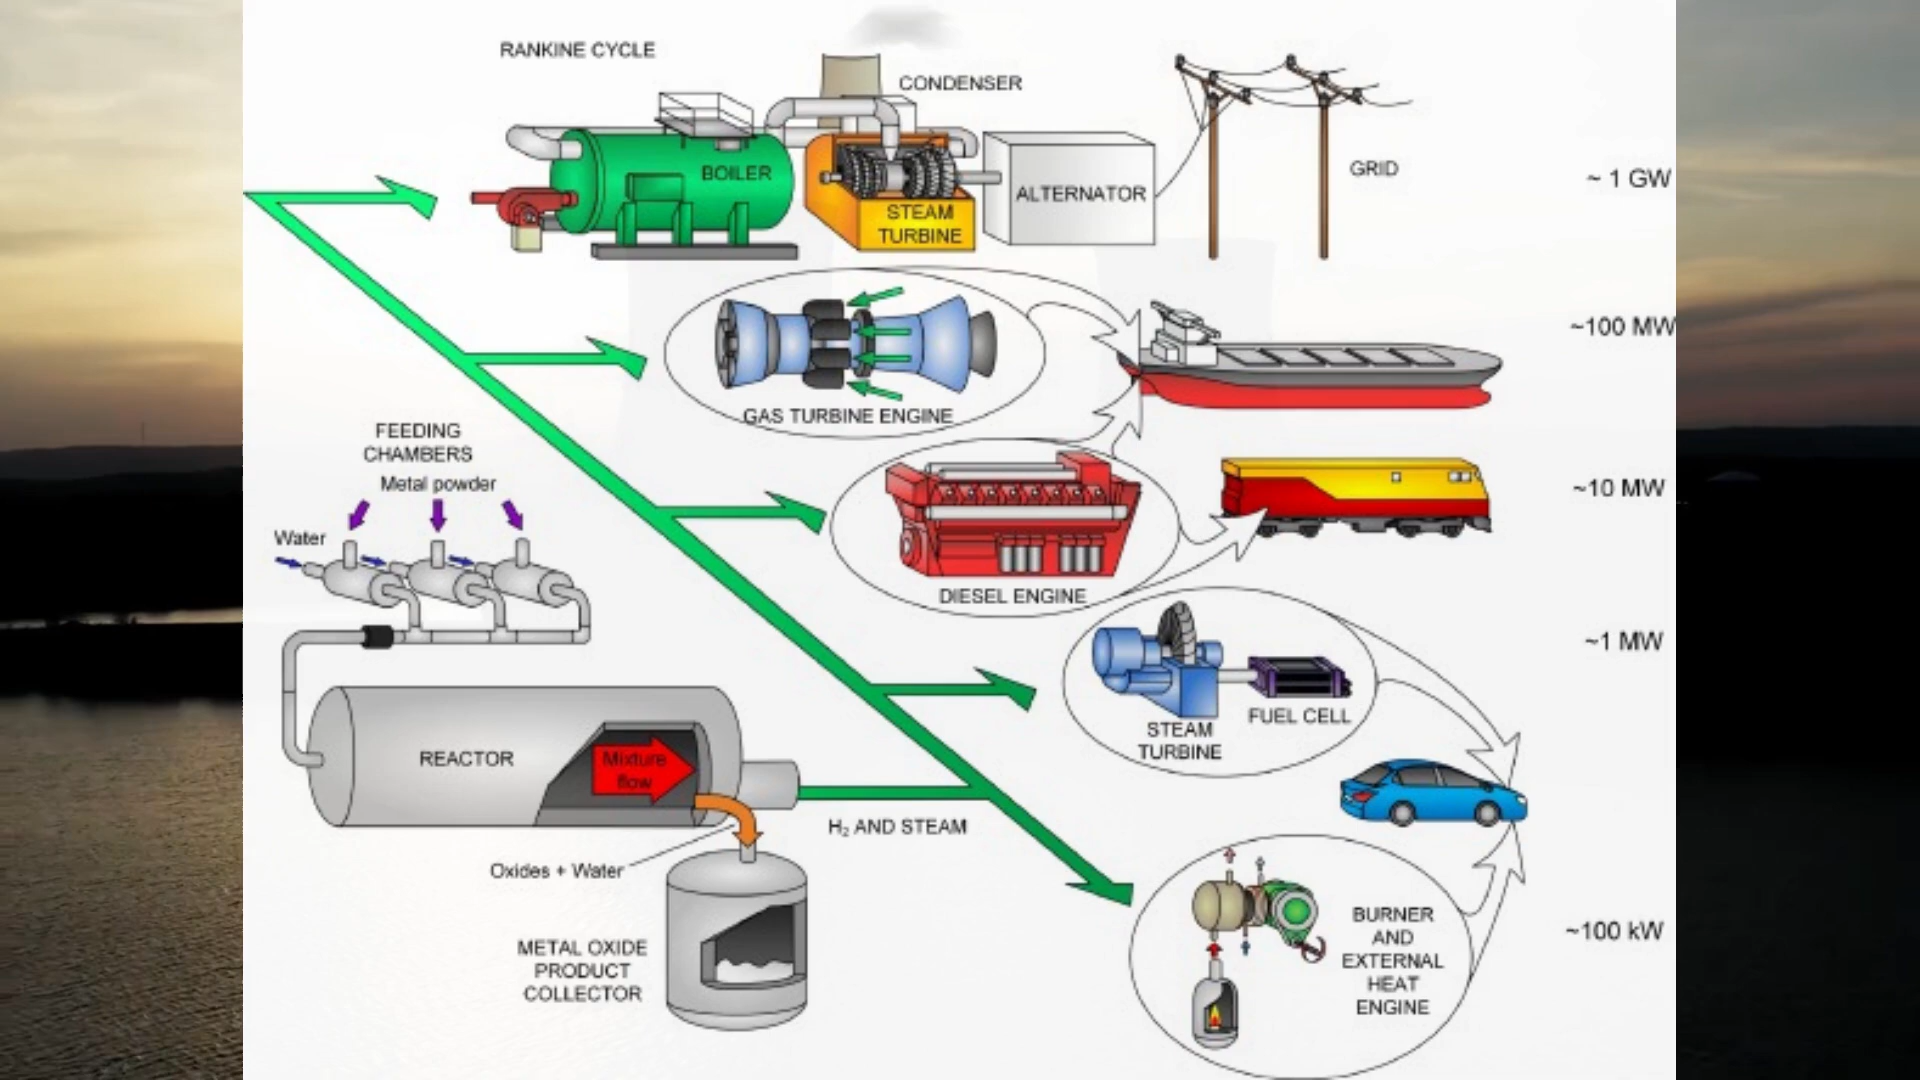 RANKINE CYCLE
CONDENSER
BOILER
GRID
~ 1 GW
ALTERNATOR
STEAM
TURBINE
~100 MW
GAS TURBINE ENGINE
FEEDING
CHAMBERS
Metal powder
~10 MW
Water
DIESEL ENGINE
~1 MW
FUEL CELL
STEAM
TURBINE
REACTOR
Mixture
flow
H₂ AND STEAM
Oxides + Water
METAL OXIDE
PRODUCT
COLLECTOR
BURNER
AND
EXTERNAL
HEAT
ENGINE
~100 kW